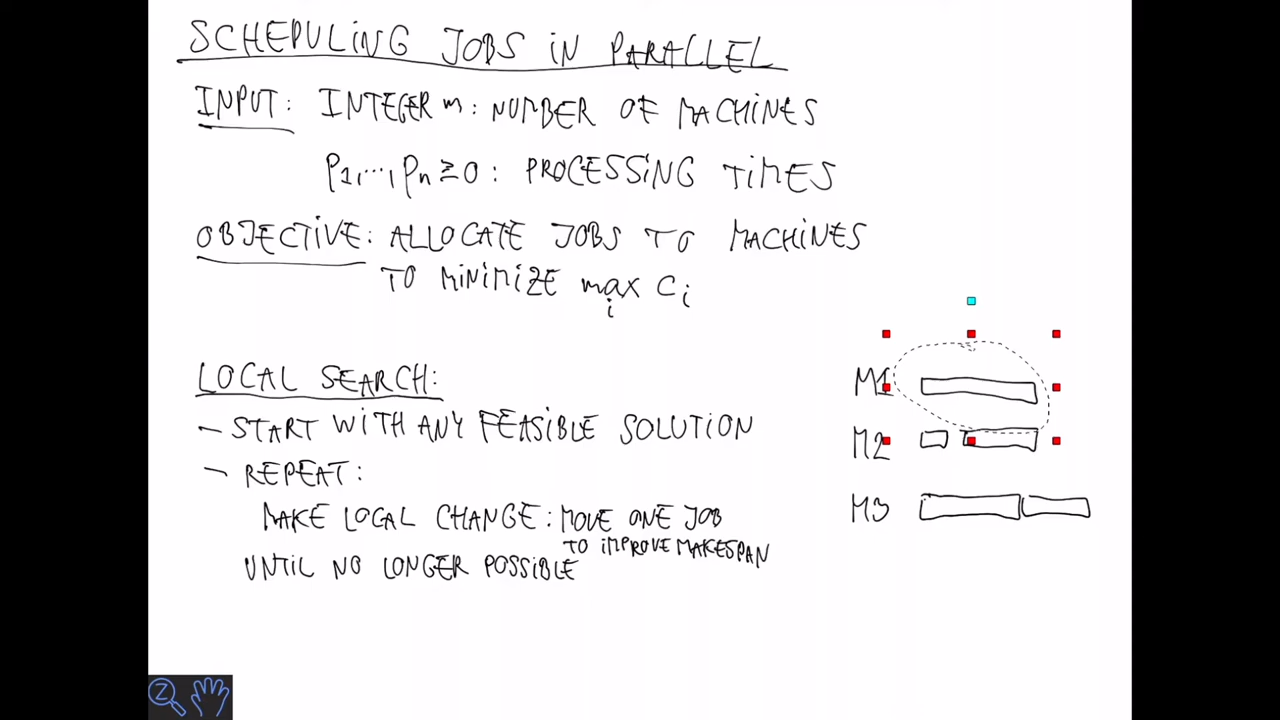 SCHEDULING JOBS IN PARALLEL
INPUT: INTEGER m: NUMBER OF MACHINES
p1,...,pn ≥ 0: PROCESSING TIMES
OBJECTIVE: ALLOCATE JOBS TO MACHINES
TO MINIMIZE max Ci
i
LOCAL SEARCH:
- START WITH ANY FEASIBLE SOLUTION
- REPEAT:
MAKE LOCAL CHANGE: MOVE ONE JOB
TO IMPROVE MAKESPAN
UNTIL NO LONGER POSSIBLE
M1
M2
M3
Z